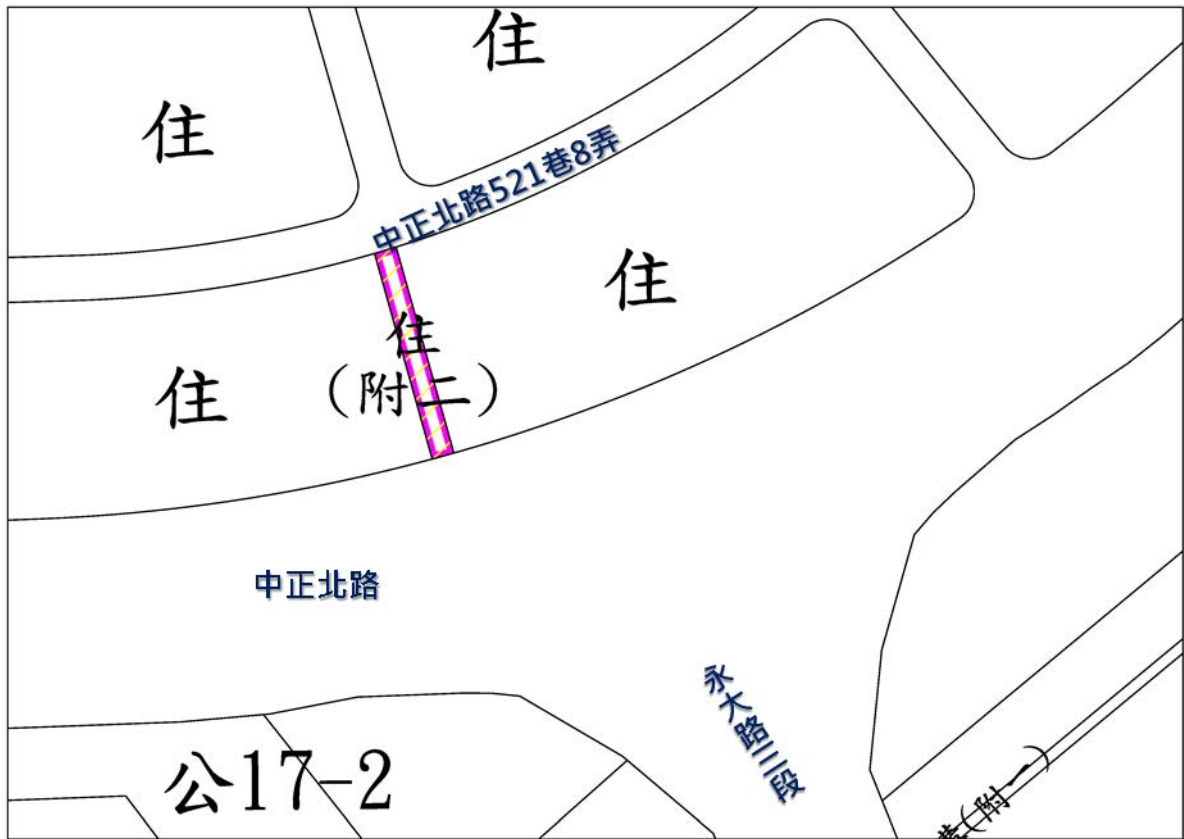 住
住
中正北路521巷8弄
住
住
(附二)
住
中正北路
永大路三段
公17-2
(附一)